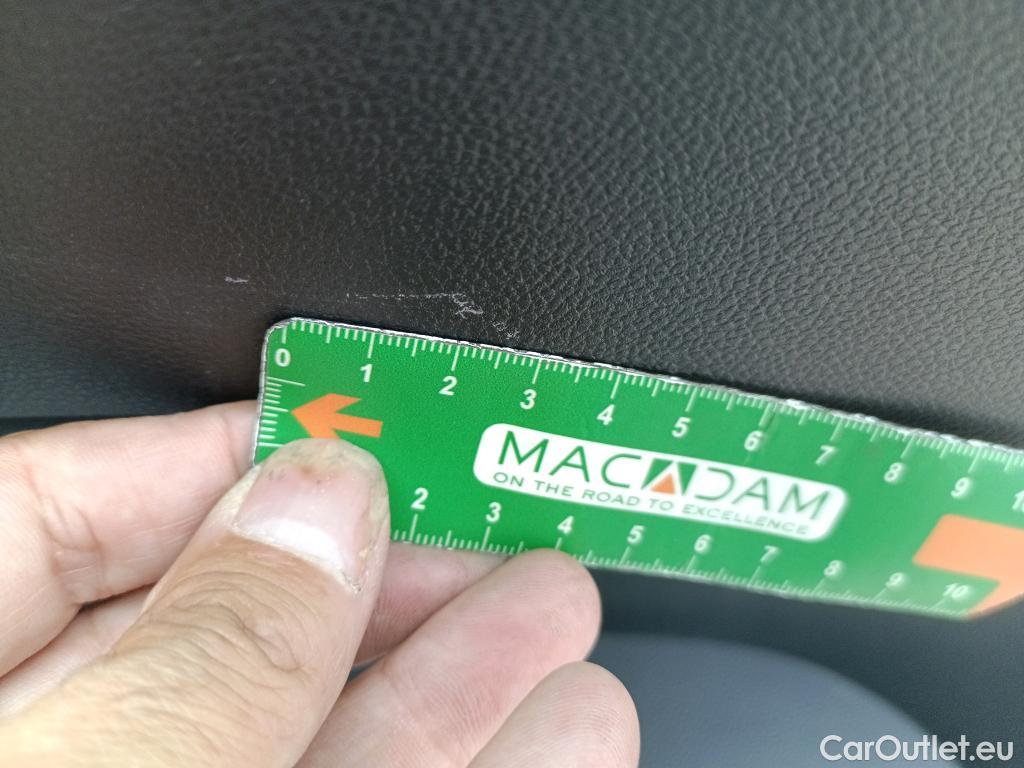 0 1 2 3 4 5 6 7 8 9
MACADAM
ON THE ROAD TO EXCELLENCE
2 3 4 5 6 7 8 9 10
CarOutlet.eu